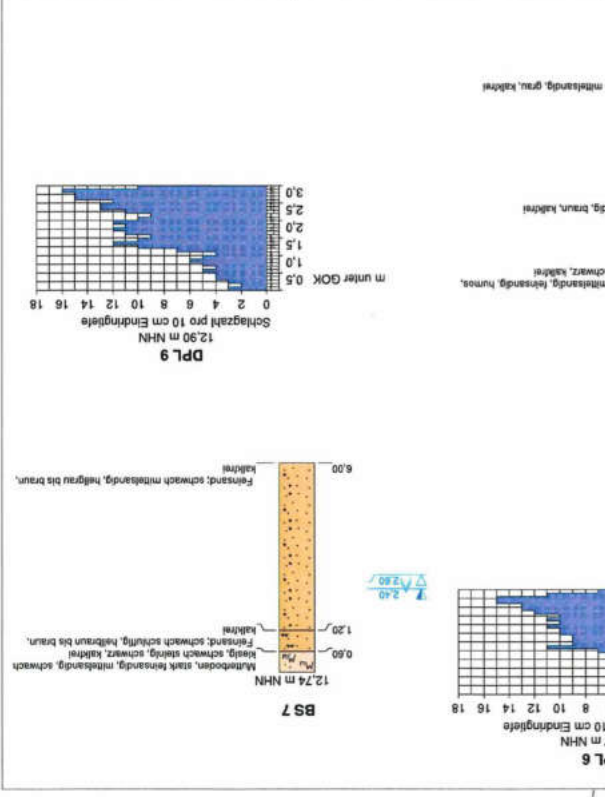 PL 6
m NHN
10 cm Eindringtiefe
8 10 12 14 16 18
BS 7
12,74 m NHN
0,60
Mutterboden, stark feinsandig, mittelsandig, schwach
kiesig, schwach steinig, schwarz, kalkfrei
1,20
Feinsand; schwach schluffig, hellbraun bis braun,
kalkfrei
2,40
2,60
6,00
Feinsand; schwach mittelsandig, hellgrau bis braun,
kalkfrei
DPL 9
12,90 m NHN
Schlagzahl pro 10 cm Eindringtiefe
0 2 4 6 8 10 12 14 16 18
m unter GOK
0,5
1,0
1,5
2,0
2,5
3,0
mittelsandig, feinsandig, humos,
schwarz, kalkfrei
dig, braun, kalkfrei
mittelsandig, grau, kalkfrei